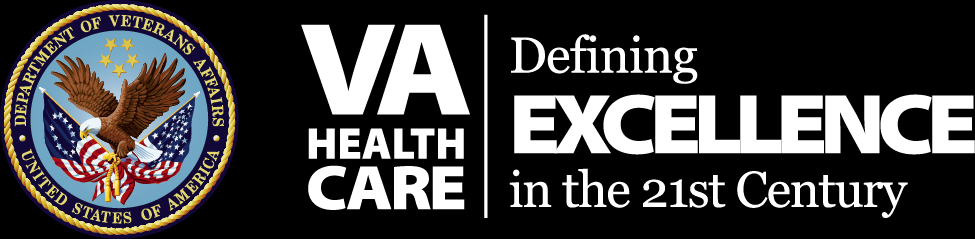 DEPARTMENT OF VETERANS AFFAIRS
UNITED STATES OF AMERICA
VA
HEALTH
CARE
Defining
EXCELLENCE
in the 21st Century